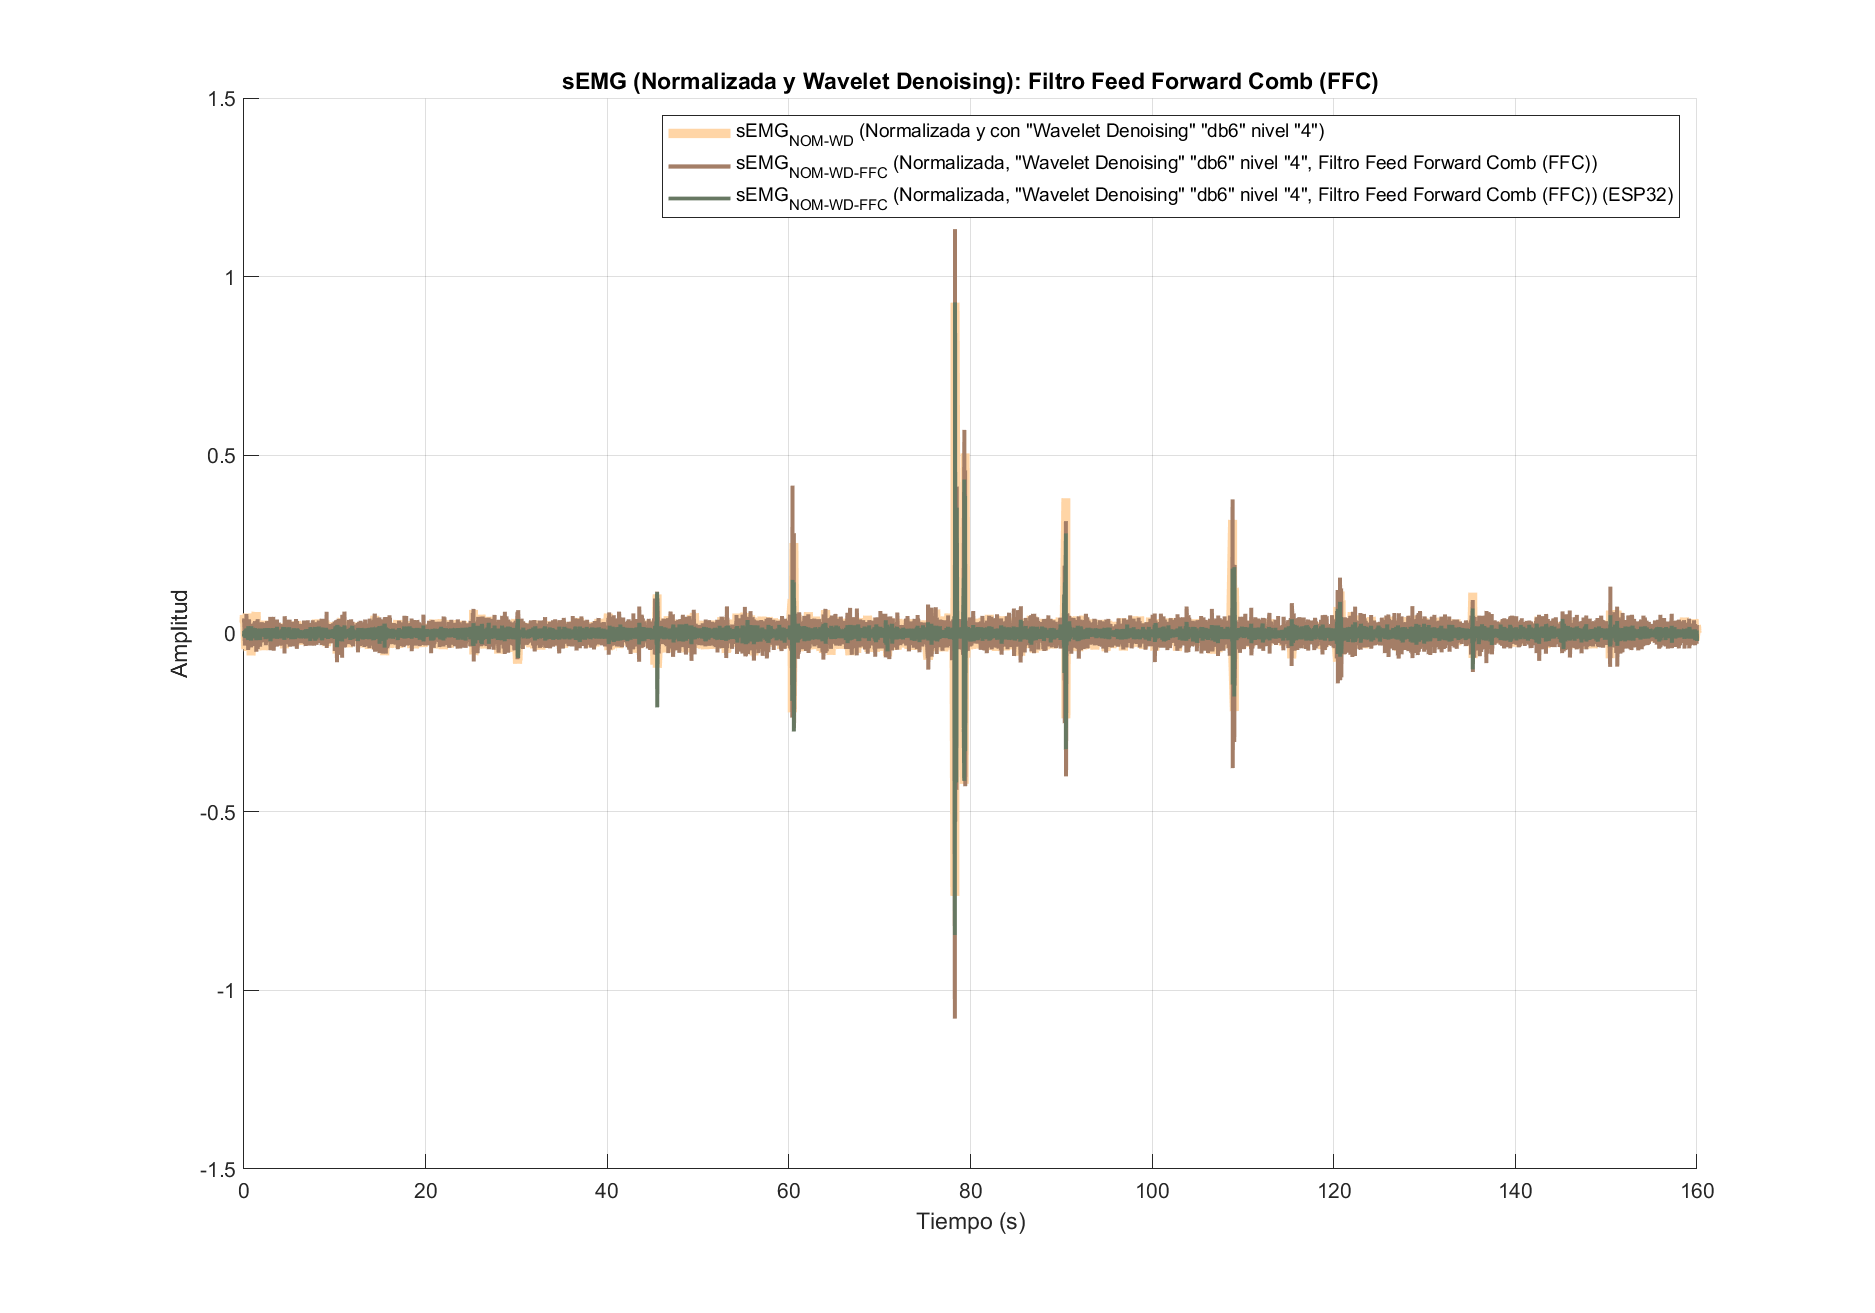 sEMG (Normalizada y Wavelet Denoising): Filtro Feed Forward Comb (FFC)
sEMG_NOM-WD (Normalizada y con "Wavelet Denoising" "db6" nivel "4")
sEMG_NOM-WD-FFC (Normalizada, "Wavelet Denoising" "db6" nivel "4", Filtro Feed Forward Comb (FFC))
sEMG_NOM-WD-FFC (Normalizada, "Wavelet Denoising" "db6" nivel "4", Filtro Feed Forward Comb (FFC)) (ESP32)
1.5
1
0.5
0
-0.5
-1
-1.5
Amplitud
0 20 40 60 80 100 120 140 160
Tiempo (s)